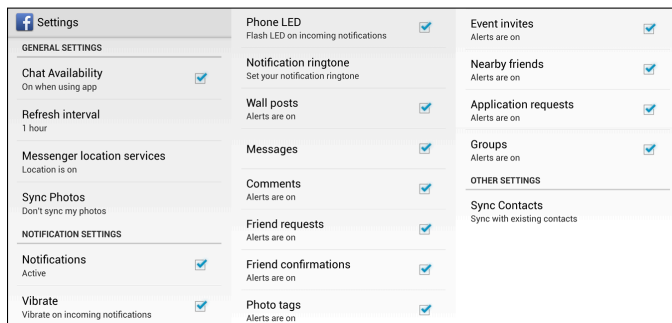 f Settings
GENERAL SETTINGS
Chat Availability
On when using app
Refresh interval
1 hour
Messenger location services
Location is on
Sync Photos
Don't sync my photos
NOTIFICATION SETTINGS
Notifications
Active
Vibrate
Vibrate on incoming notifications
Phone LED
Flash LED on incoming notifications
Notification ringtone
Set your notification ringtone
Wall posts
Alerts are on
Messages
Comments
Alerts are on
Friend requests
Alerts are on
Friend confirmations
Alerts are on
Photo tags
Alerts are on
Event invites
Alerts are on
Nearby friends
Alerts are on
Application requests
Alerts are on
Groups
Alerts are on
OTHER SETTINGS
Sync Contacts
Sync with existing contacts